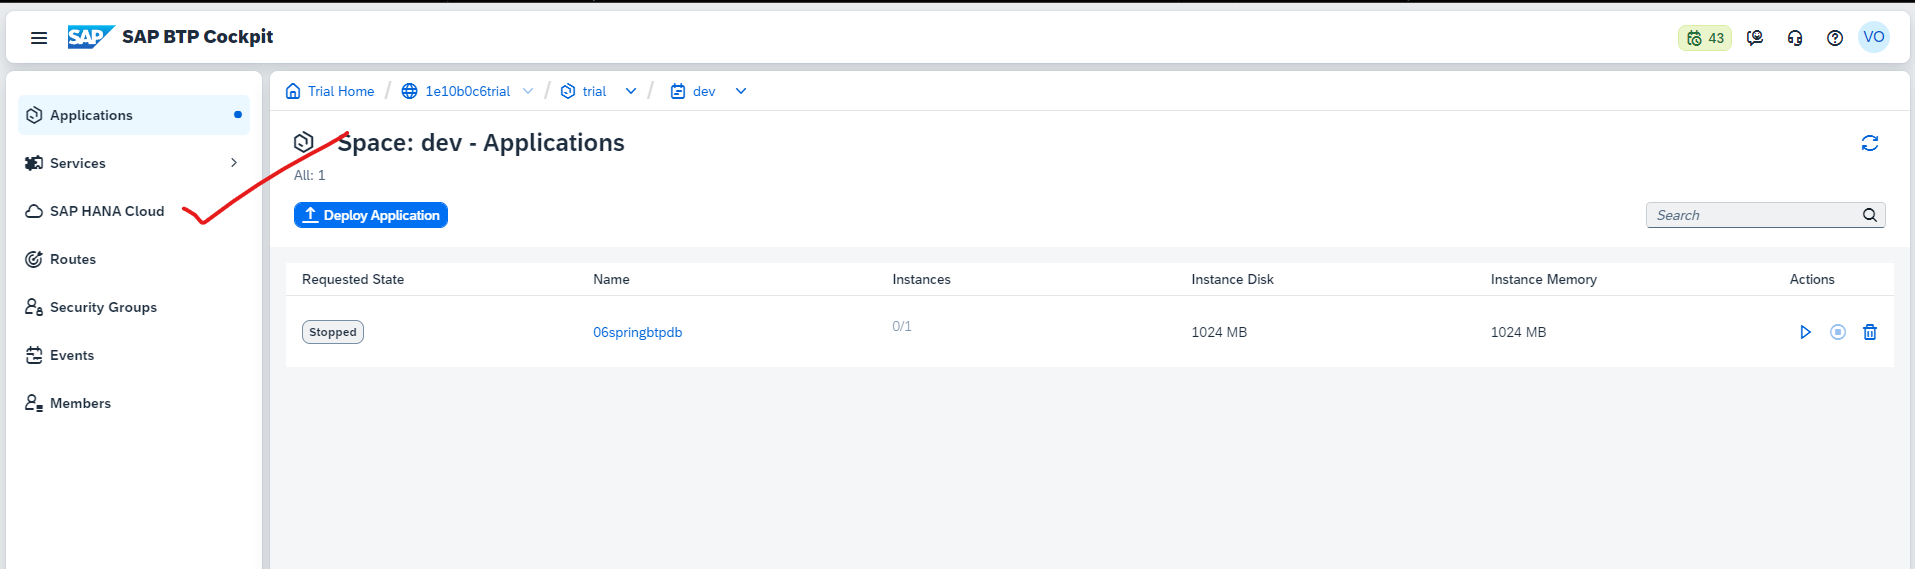 SAP SAP BTP Cockpit
43
VO
Applications
Services
SAP HANA Cloud
Routes
Security Groups
Events
Members
Trial Home / 1e10b0c6trial / trial / dev
Space: dev - Applications
All: 1
Deploy Application
Search
Requested State Name Instances Instance Disk Instance Memory Actions
Stopped 06springbtpdb 0/1 1024 MB 1024 MB